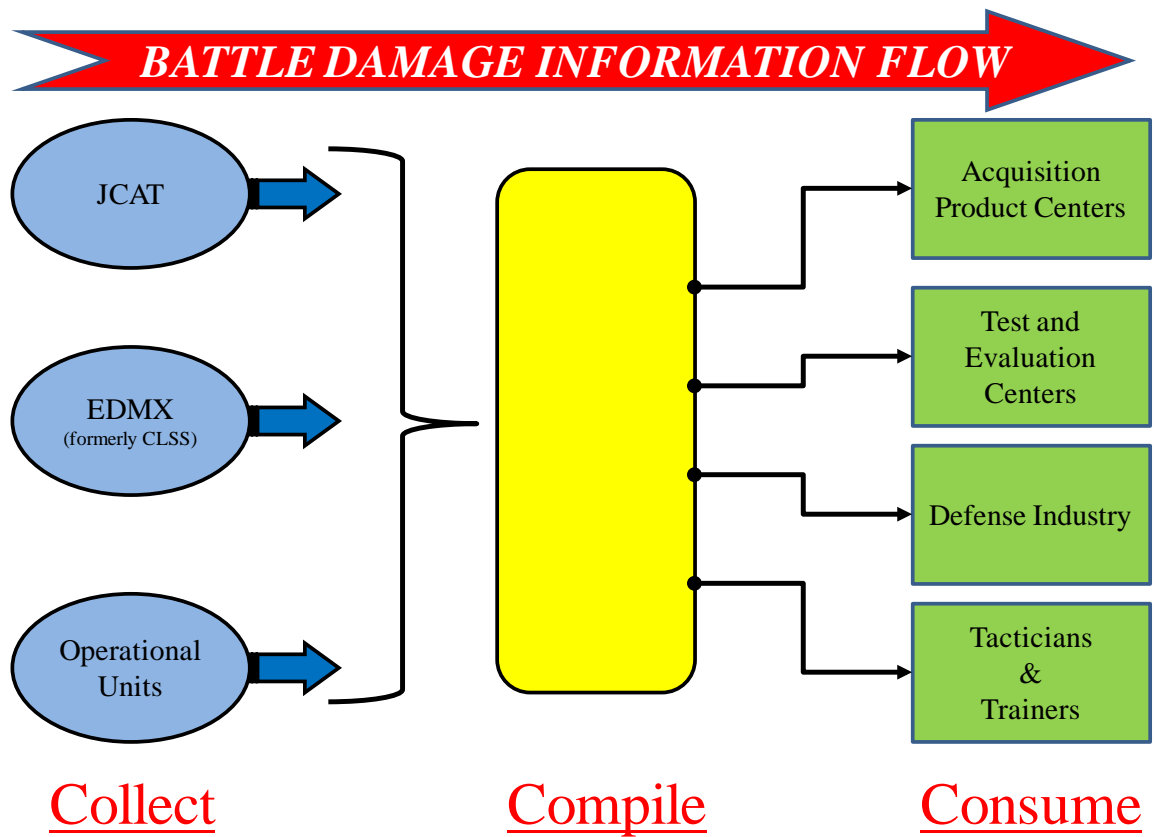 BATTLE DAMAGE INFORMATION FLOW
JCAT
EDMX
(formerly CLSS)
Operational
Units
Acquisition
Product Centers
Test and
Evaluation
Centers
Defense Industry
Tacticians
&
Trainers
Collect
Compile
Consume